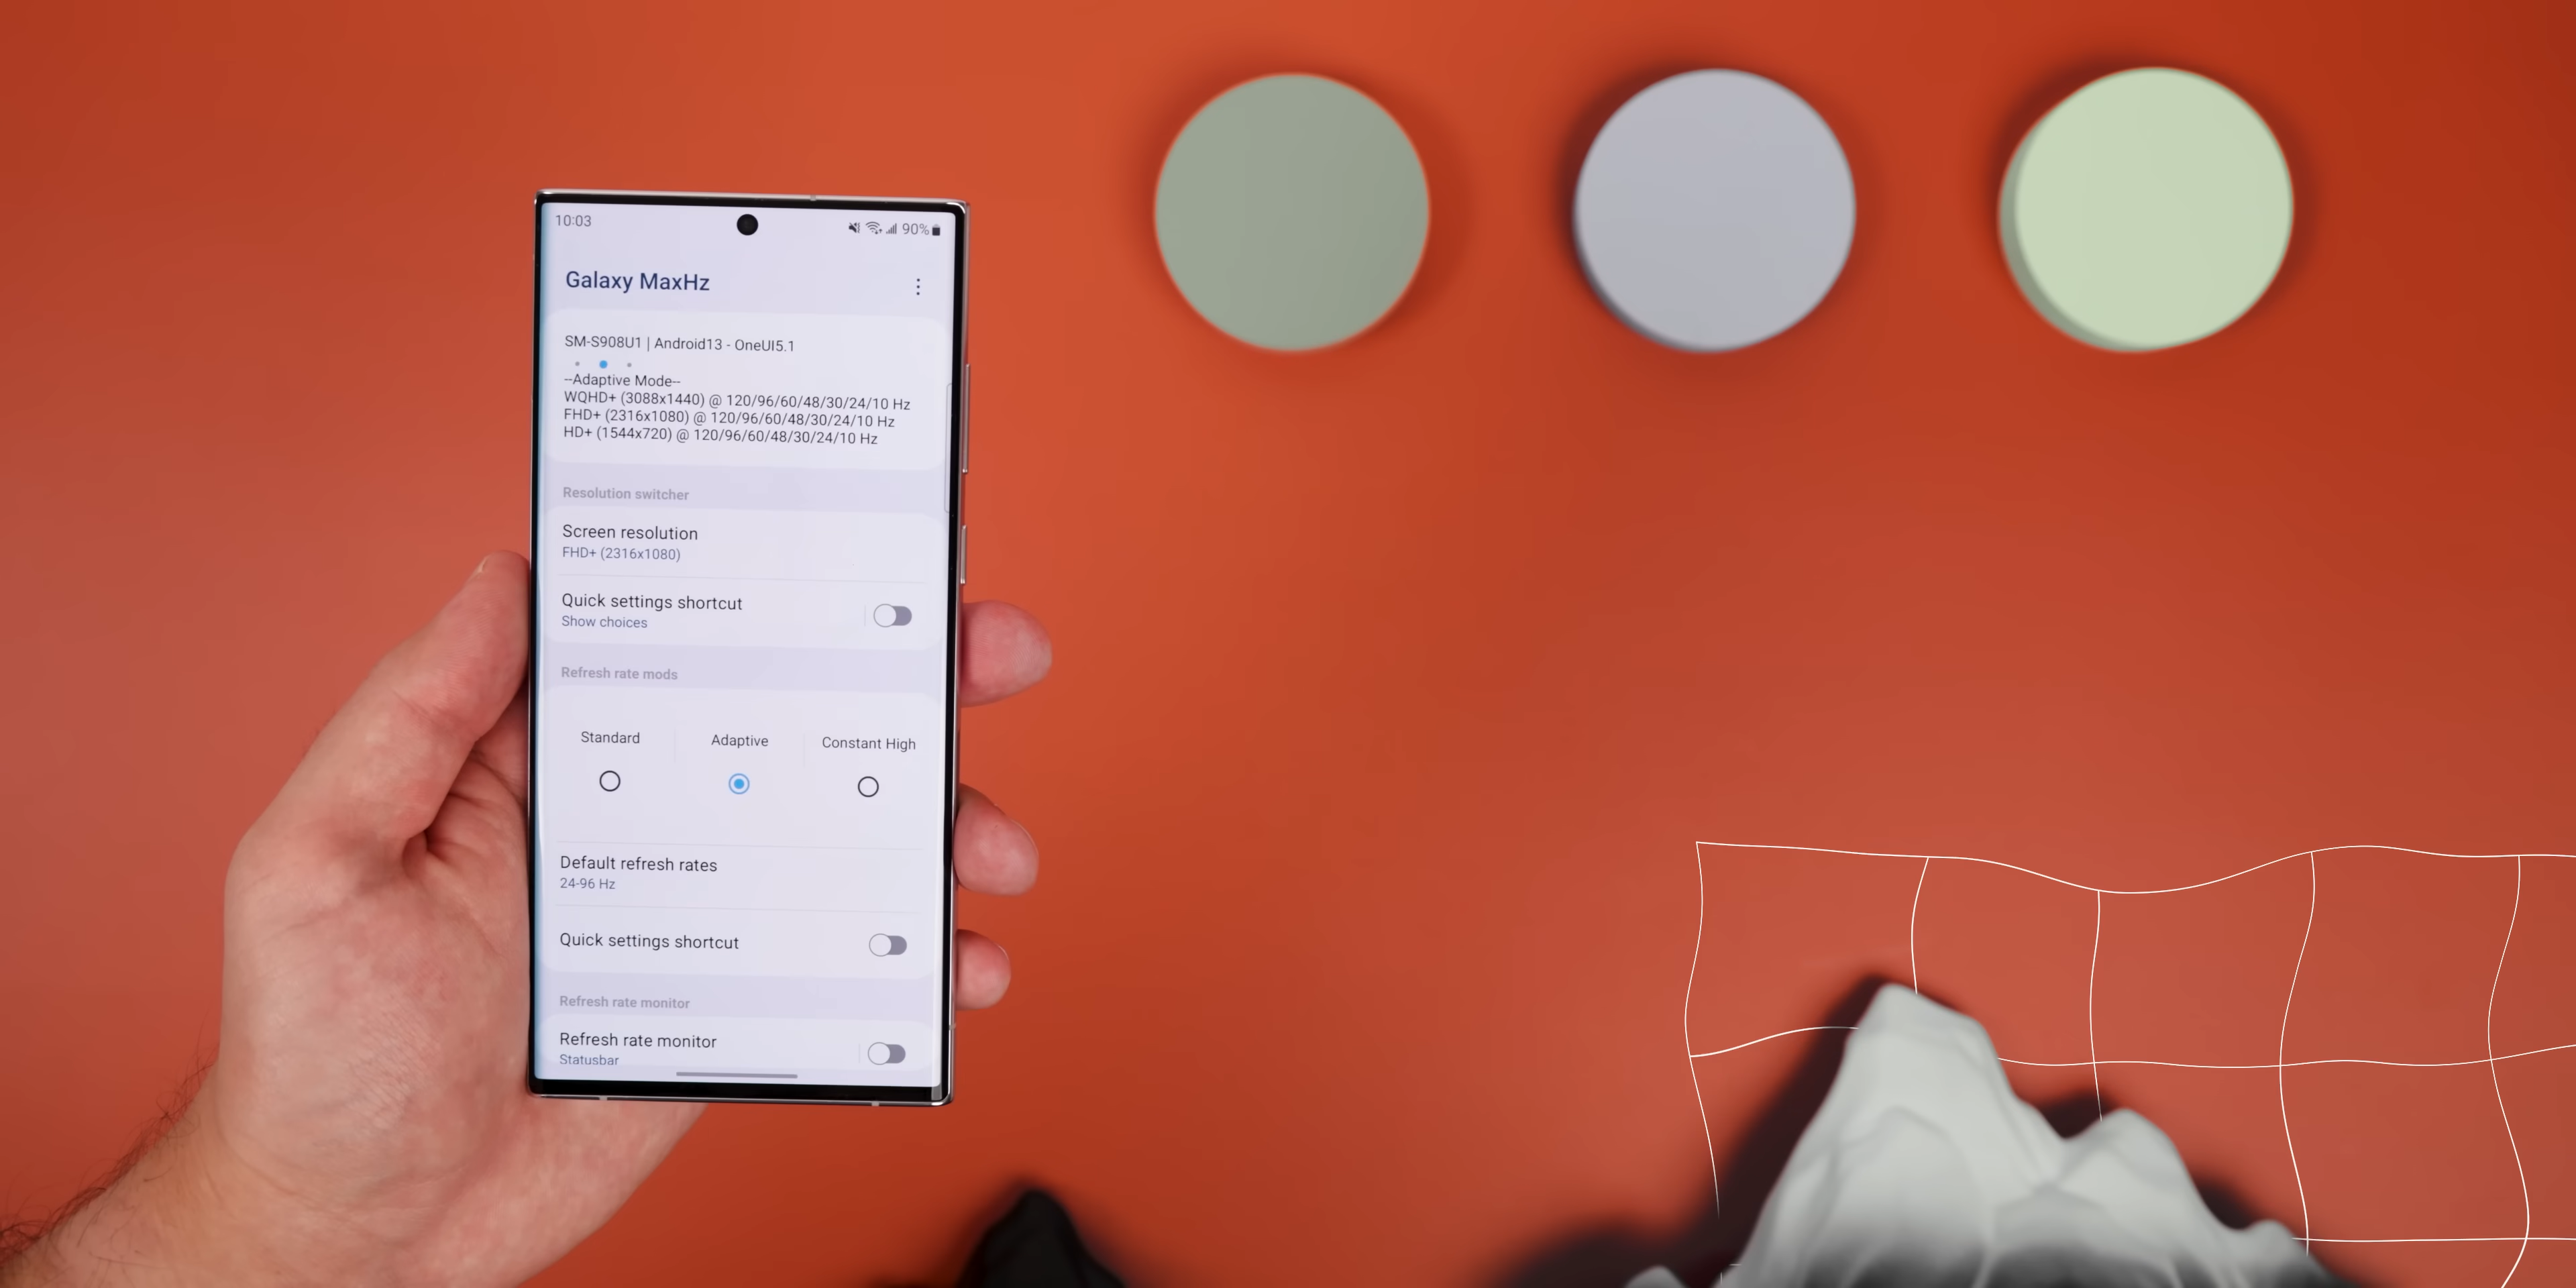 10:03
90%
Galaxy MaxHz
SM-S908U1 | Android13 - OneUI5.1
--Adaptive Mode--
WQHD+ (3088x1440) @ 120/96/60/48/30/24/10 Hz
FHD+ (2316x1080) @ 120/96/60/48/30/24/10 Hz
HD+ (1544x720) @ 120/96/60/48/30/24/10 Hz
Resolution switcher
Screen resolution
FHD+ (2316x1080)
Quick settings shortcut
Show choices
Refresh rate mods
Standard Adaptive Constant High
Default refresh rates
24-96 Hz
Quick settings shortcut
Refresh rate monitor
Refresh rate monitor
Statusbar